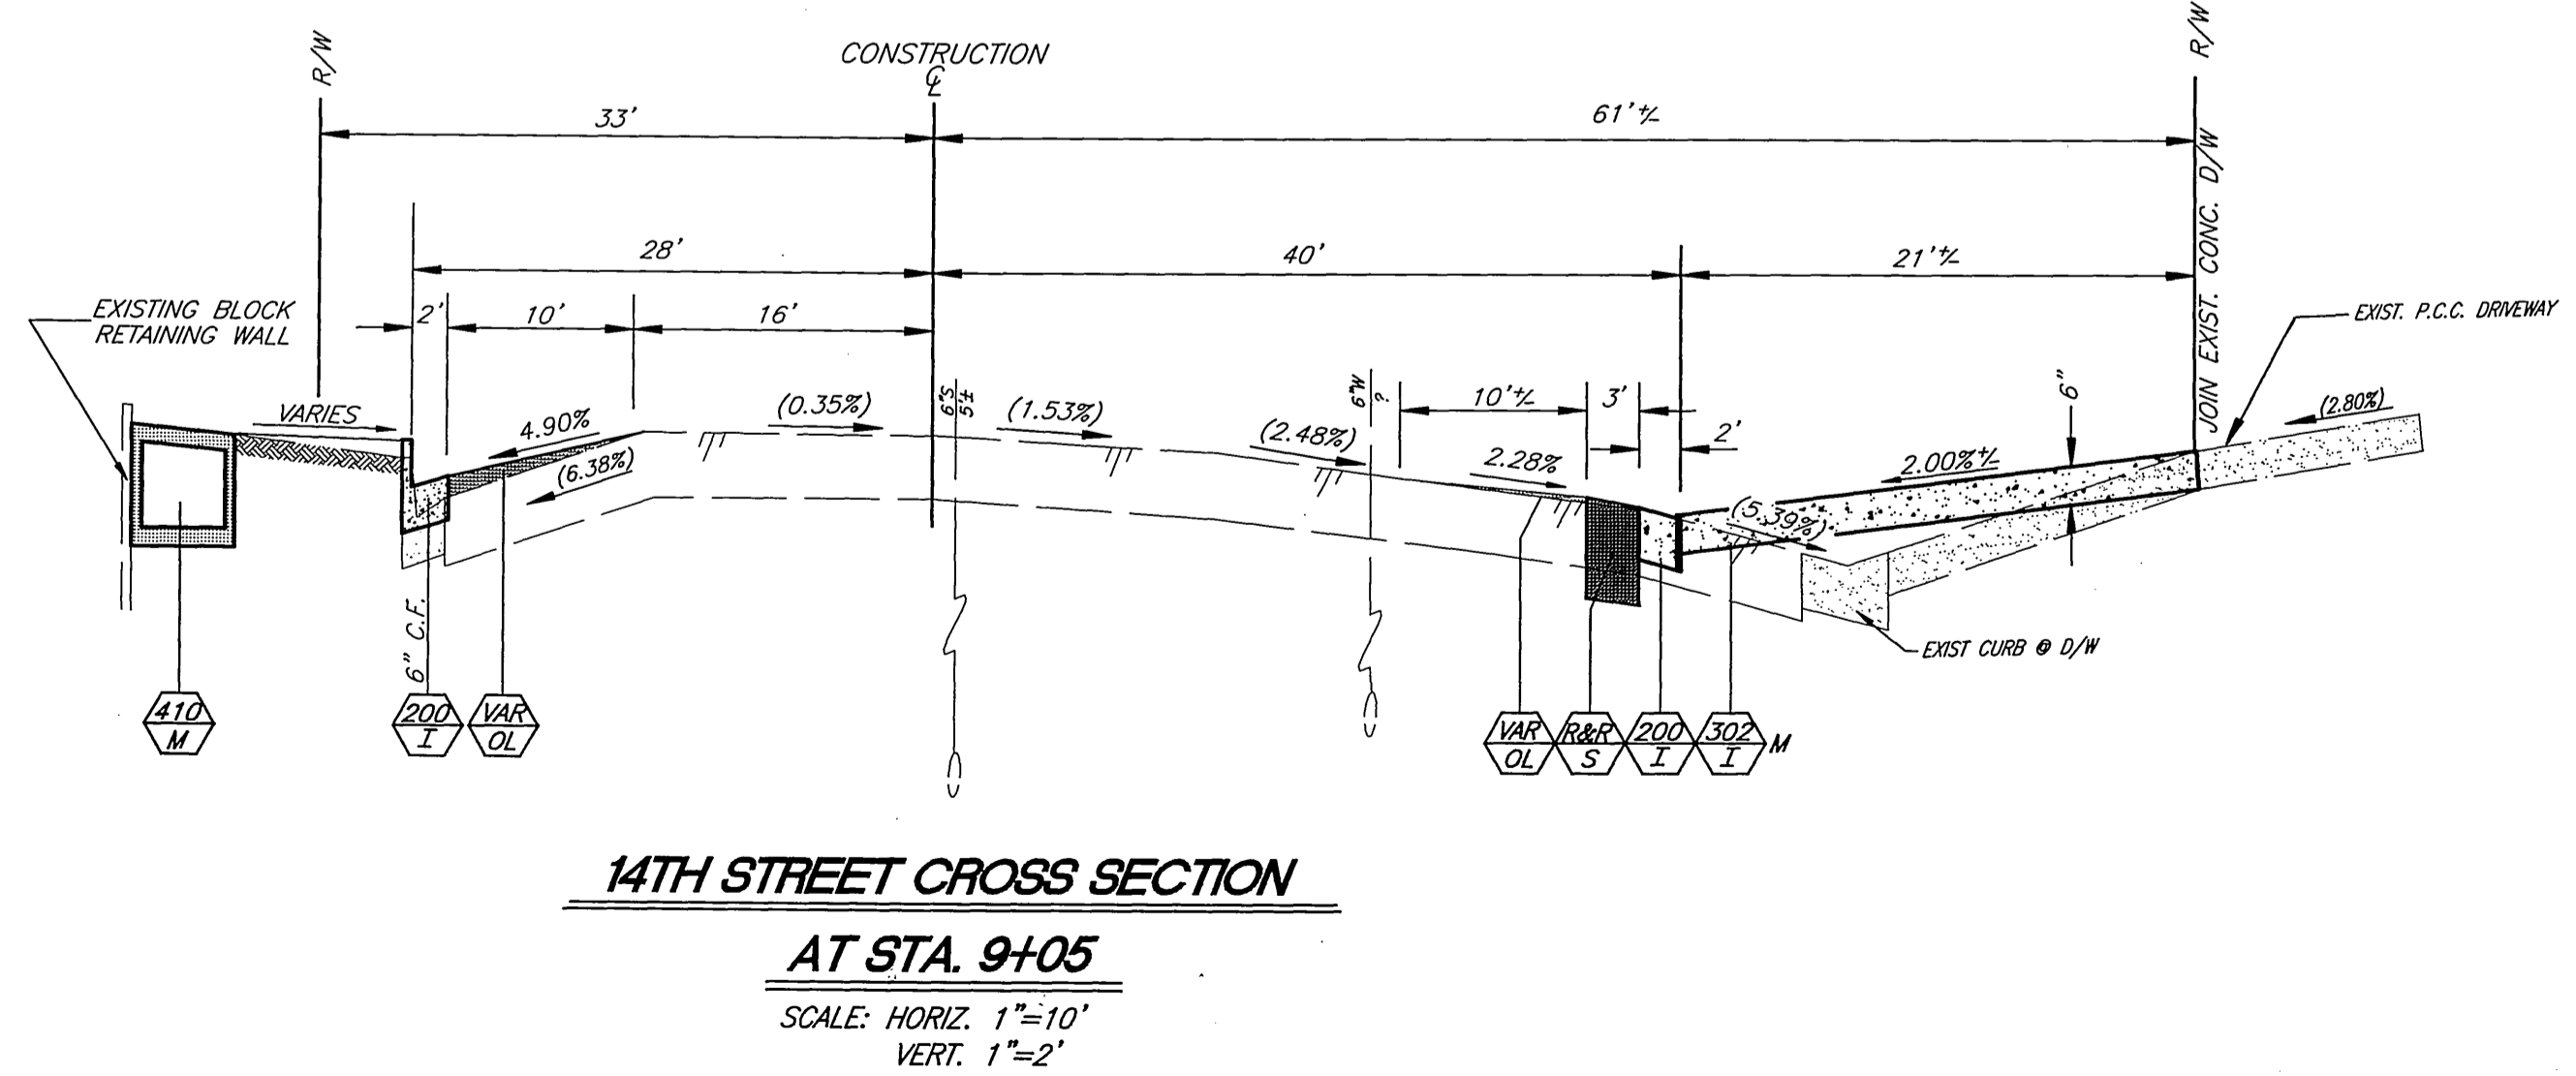 R/W
CONSTRUCTION
℄
R/W
33'
61'+/-
28'
40'
21'+/-
JOIN EXIST. CONC. D/W
EXISTING BLOCK
RETAINING WALL
2'
10'
16'
EXIST. P.C.C. DRIVEWAY
VARIES
4.90%
(6.38%)
(0.35%)
6"S
5'±
(1.53%)
(2.48%)
6"W
?
10'+/-
3'
2'
2.28%
6"
2.00%+/-
(2.80%)
(5.39%)
6" C.F.
EXIST CURB @ D/W
410
M
200
I
VAR
OL
VAR
OL
R&R
S
200
I
302
I
M
14TH STREET CROSS SECTION
AT STA. 9+05
SCALE: HORIZ. 1"=10'
VERT. 1"=2'